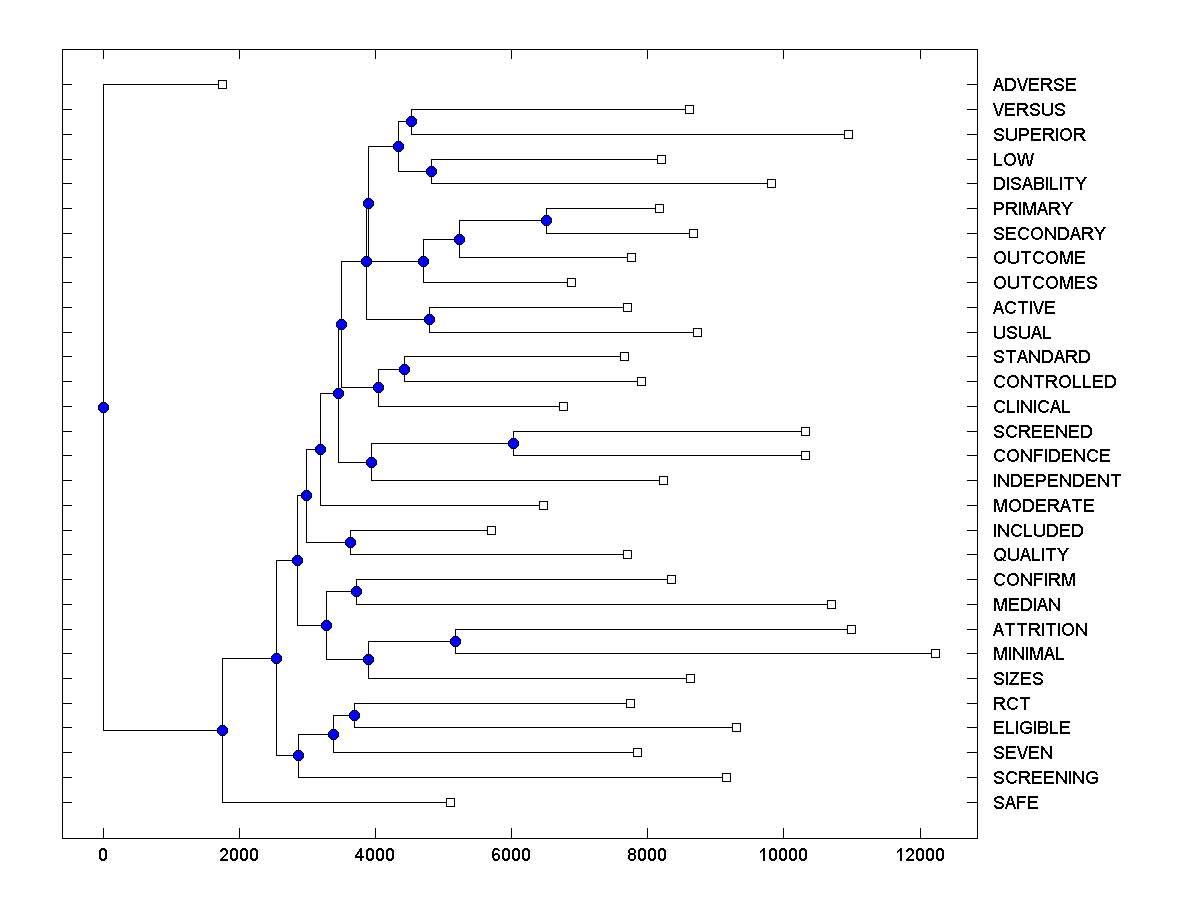 ADVERSE
VERSUS
SUPERIOR
LOW
DISABILITY
PRIMARY
SECONDARY
OUTCOME
OUTCOMES
ACTIVE
USUAL
STANDARD
CONTROLLED
CLINICAL
SCREENED
CONFIDENCE
INDEPENDENT
MODERATE
INCLUDED
QUALITY
CONFIRM
MEDIAN
ATTRITION
MINIMAL
SIZES
RCT
ELIGIBLE
SEVEN
SCREENING
SAFE
0 2000 4000 6000 8000 10000 12000